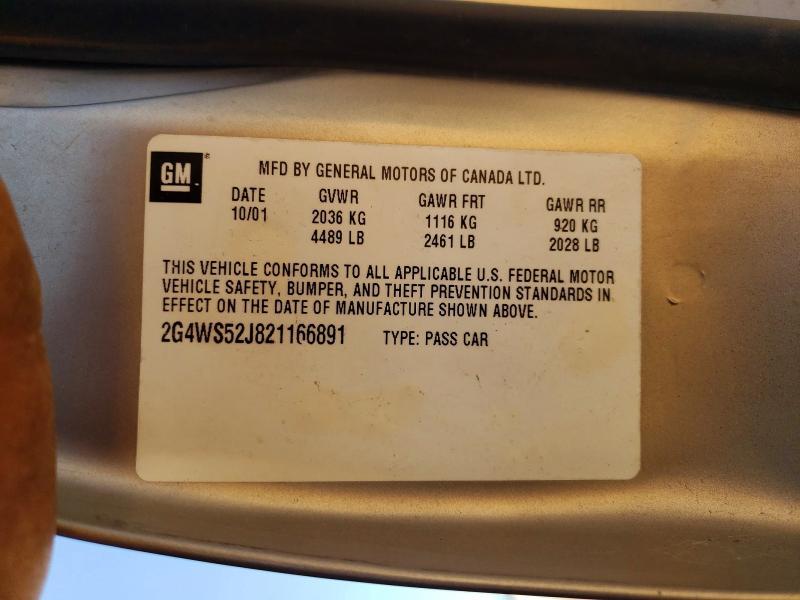 GM
MFD BY GENERAL MOTORS OF CANADA LTD.
DATE GVWR GAWR FRT GAWR RR
10/01 2036 KG 1116 KG 920 KG
4489 LB 2461 LB 2028 LB
THIS VEHICLE CONFORMS TO ALL APPLICABLE U.S. FEDERAL MOTOR
VEHICLE SAFETY, BUMPER, AND THEFT PREVENTION STANDARDS IN
EFFECT ON THE DATE OF MANUFACTURE SHOWN ABOVE.
2G4WS52J821166891 TYPE: PASS CAR